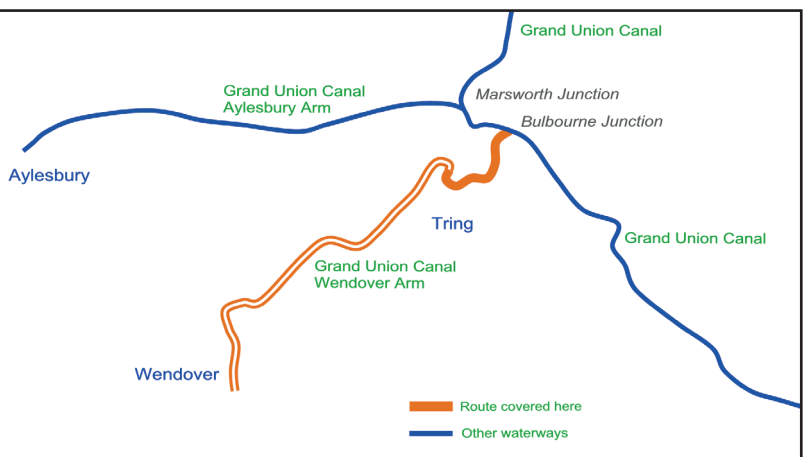 Grand Union Canal
Grand Union Canal
Aylesbury Arm
Marsworth Junction
Bulbourne Junction
Aylesbury
Tring
Grand Union Canal
Grand Union Canal
Wendover Arm
Wendover
Route covered here
Other waterways